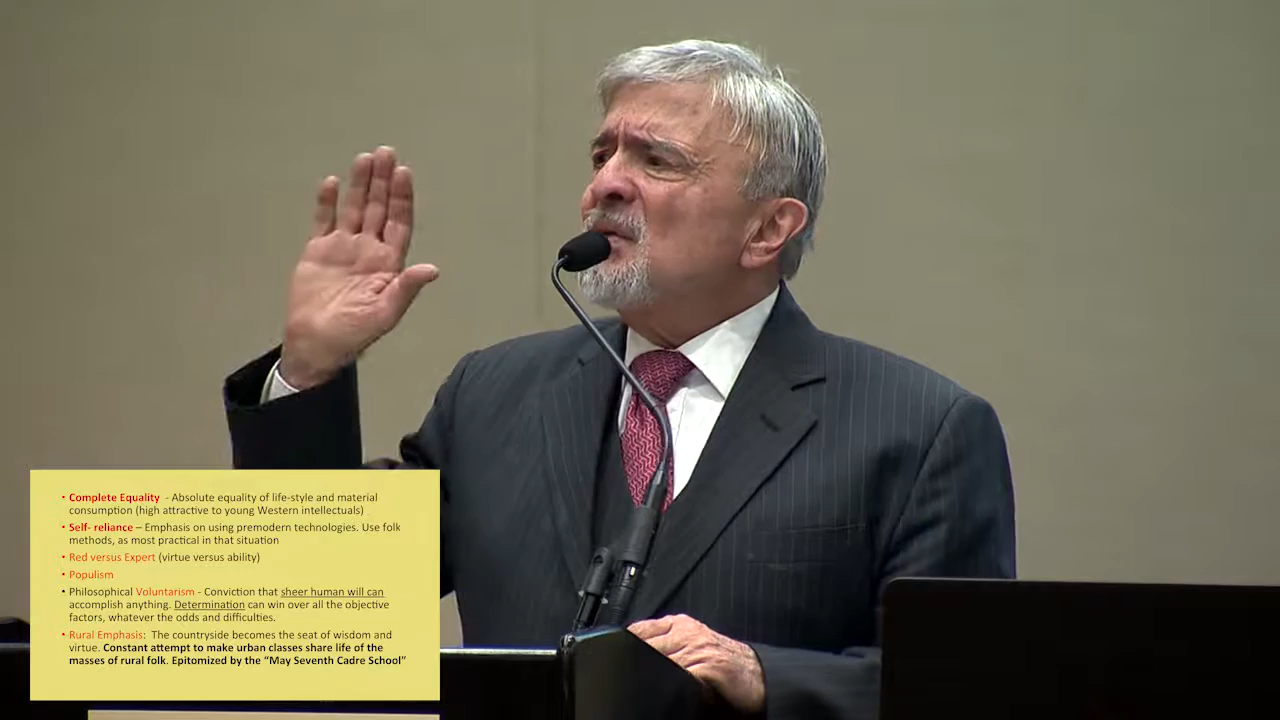 • Complete Equality - Absolute equality of life-style and material
consumption (high attractive to young Western intellectuals)
• Self- reliance – Emphasis on using premodern technologies. Use folk
methods, as most practical in that situation
• Red versus Expert (virtue versus ability)
• Populism
• Philosophical Voluntarism - Conviction that sheer human will can
accomplish anything. Determination can win over all the objective
factors, whatever the odds and difficulties.
• Rural Emphasis: The countryside becomes the seat of wisdom and
virtue. Constant attempt to make urban classes share life of the
masses of rural folk. Epitomized by the “May Seventh Cadre School”